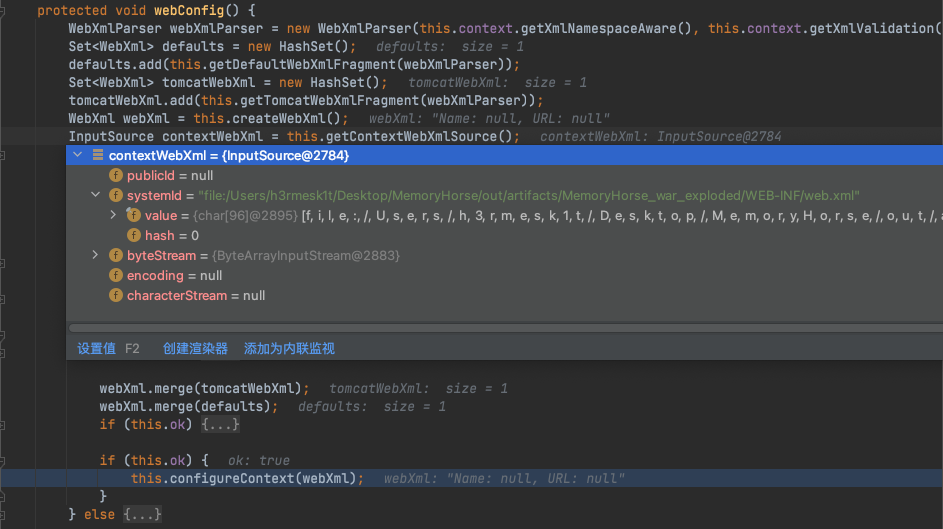 protected void webConfig() {
WebXmlParser webXmlParser = new WebXmlParser(this.context.getXmlNamespaceAware(), this.context.getXmlValidation(
Set<WebXml> defaults = new HashSet(); defaults: size = 1
defaults.add(this.getDefaultWebXmlFragment(webXmlParser));
Set<WebXml> tomcatWebXml = new HashSet(); tomcatWebXml: size = 1
tomcatWebXml.add(this.getTomcatWebXmlFragment(webXmlParser));
WebXml webXml = this.createWebXml(); webXml: "Name: null, URL: null"
InputSource contextWebXml = this.getContextWebXmlSource(); contextWebXml: InputSource@2784
contextWebXml = {InputSource@2784}
f publicId = null
f systemId = "file:/Users/h3rmesk1t/Desktop/MemoryHorse/out/artifacts/MemoryHorse_war_exploded/WEB-INF/web.xml"
f value = {char[96]@2895} [f, i, l, e, :, /, U, s, e, r, s, /, h, 3, r, m, e, s, k, 1, t, /, D, e, s, k, t, o, p, /, M, e, m, o, r, y, H, o, r, s, e, /, o, u, t, /, a
f hash = 0
f byteStream = {ByteArrayInputStream@2883}
f encoding = null
f characterStream = null
设置值 F2 创建渲染器 添加为内联监视
webXml.merge(tomcatWebXml); tomcatWebXml: size = 1
webXml.merge(defaults); defaults: size = 1
if (this.ok) {...}
if (this.ok) { ok: true
this.configureContext(webXml); webXml: "Name: null, URL: null"
}
} else {...}